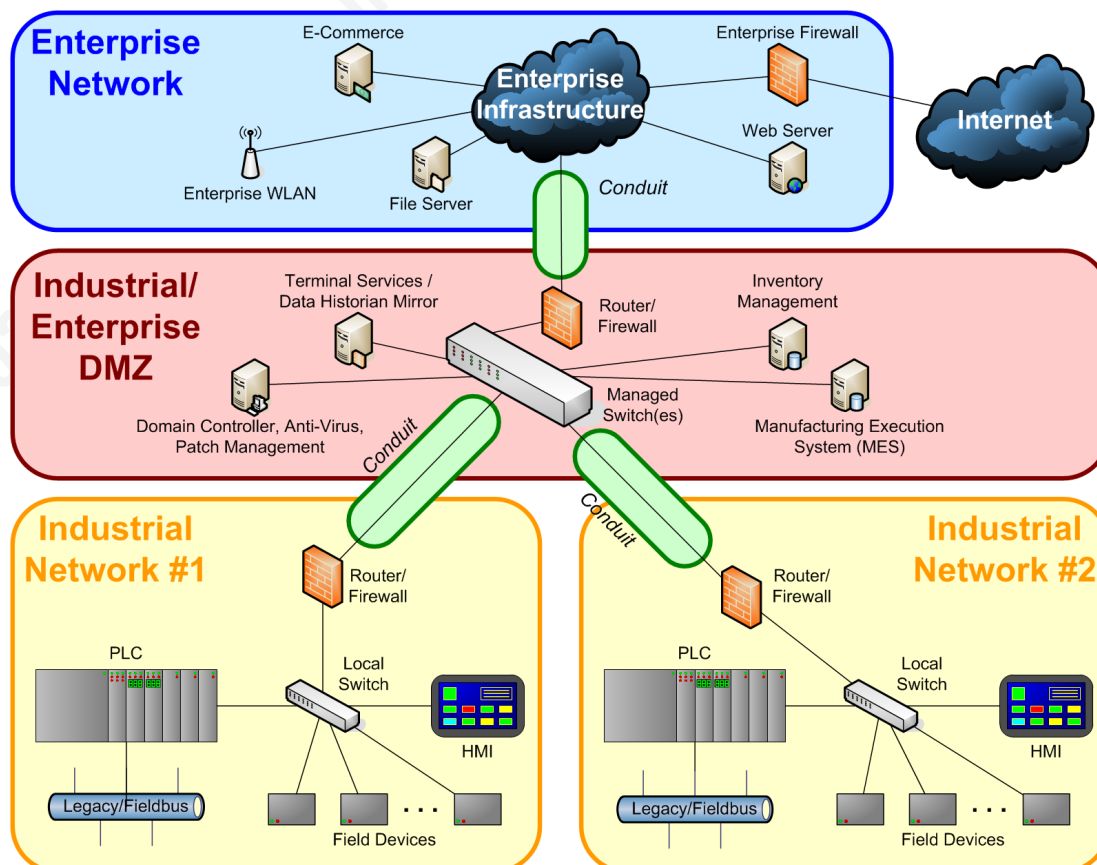 Enterprise
Network
E-Commerce
Enterprise Firewall
Enterprise
Infrastructure
Internet
Web Server
Enterprise WLAN
File Server
Conduit
Industrial/
Enterprise
DMZ
Terminal Services /
Data Historian Mirror
Router/
Firewall
Inventory
Management
Managed
Switch(es)
Domain Controller, Anti-Virus,
Patch Management
Manufacturing Execution
System (MES)
Conduit
Conduit
Industrial
Network #1
Router/
Firewall
PLC
Local
Switch
HMI
Legacy/Fieldbus
. . .
Field Devices
Industrial
Network #2
Router/
Firewall
PLC
Local
Switch
HMI
Legacy/Fieldbus
. . .
Field Devices